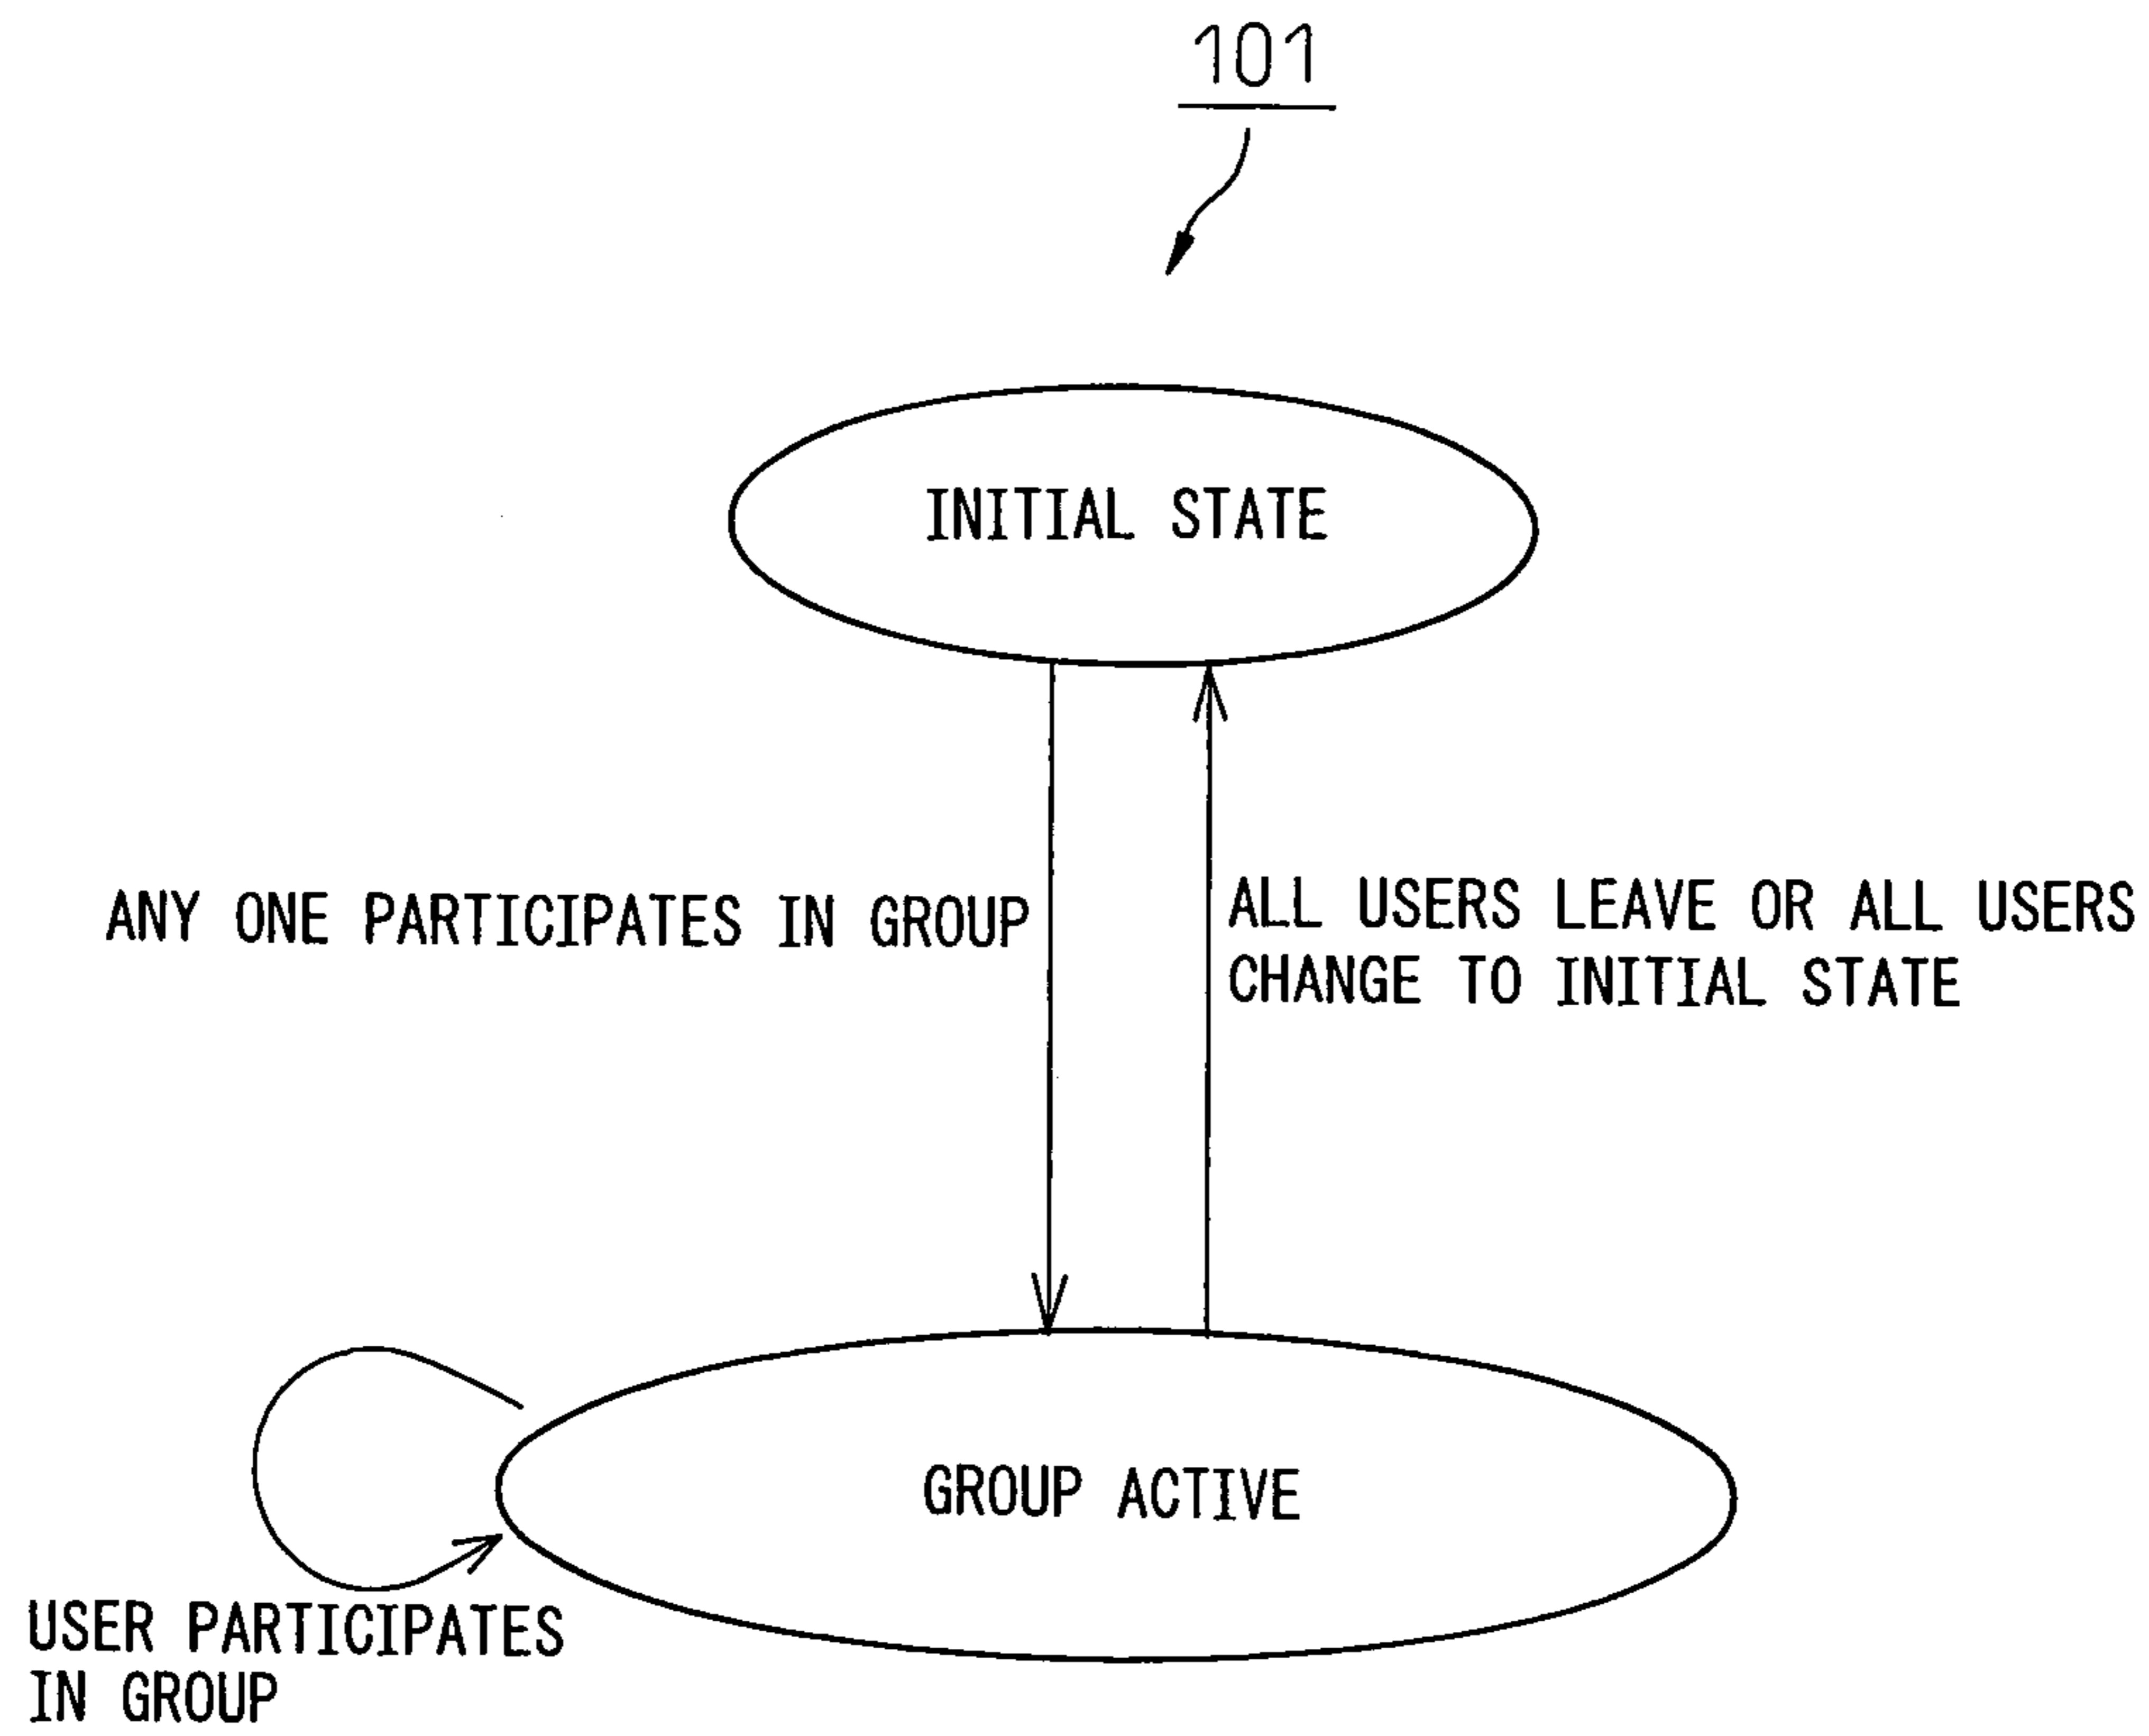 101
INITIAL STATE
ANY ONE PARTICIPATES IN GROUP
ALL USERS LEAVE OR ALL USERS
CHANGE TO INITIAL STATE
GROUP ACTIVE
USER PARTICIPATES
IN GROUP